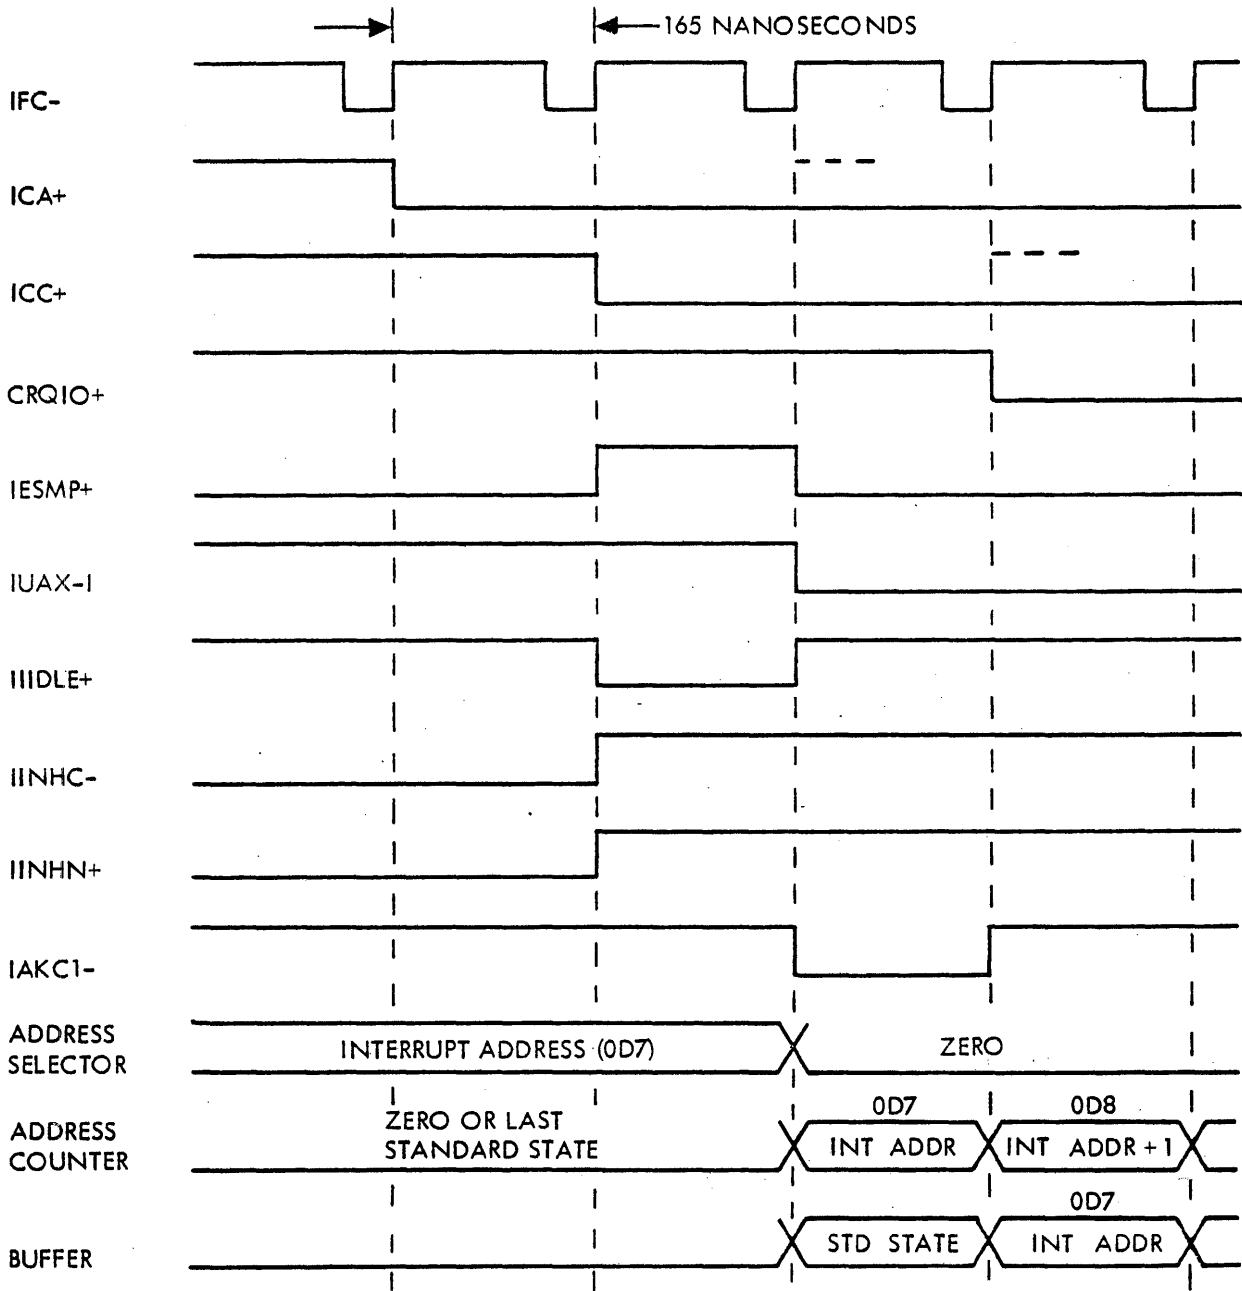 165 NANOSECONDS
IFC-
ICA+
ICC+
CRQIO+
IESMP+
IUAX-I
IIIDLE+
IINHC-
IINHN+
IAKC1-
ADDRESS
SELECTOR
INTERRUPT ADDRESS (0D7)
ZERO
ADDRESS
COUNTER
ZERO OR LAST
STANDARD STATE
0D7
INT ADDR
0D8
INT ADDR+1
BUFFER
STD STATE
0D7
INT ADDR